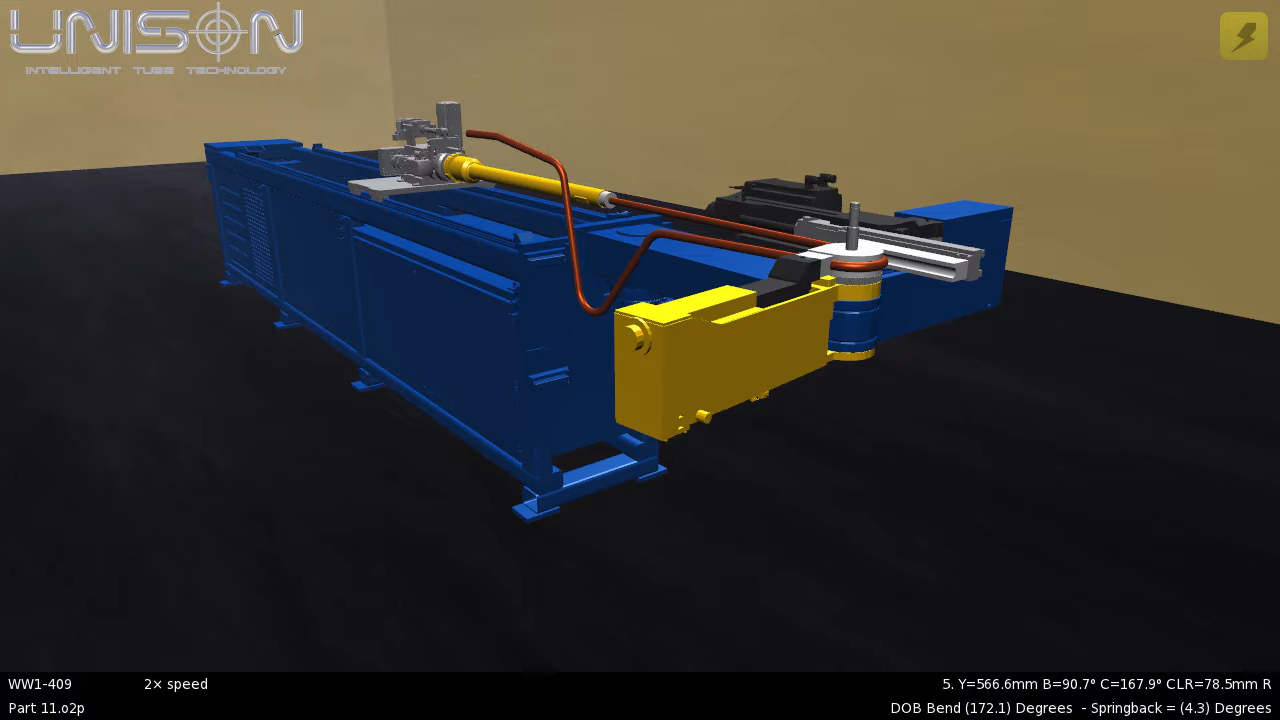 UNISON
INTELLIGENT TUBE TECHNOLOGY
WW1-409 2× speed 5. Y=566.6mm B=90.7° C=167.9° CLR=78.5mm R
Part 11.o2p DOB Bend (172.1) Degrees - Springback = (4.3) Degrees